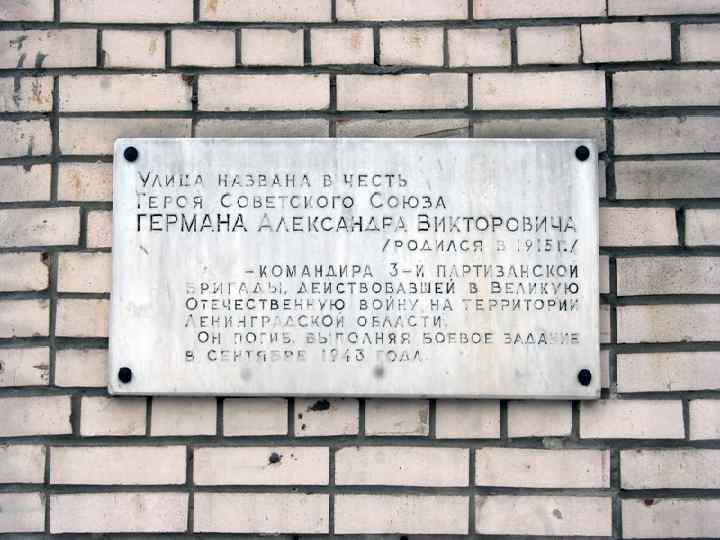 Улица названа в честь
Героя Советского Союза
ГЕРМАНА Александра Викторовича
/родился в 1915 г./
-командира 3-й партизанской
бригады, действовавшей в Великую
Отечественную войну на территории
Ленинградской области.
Он погиб, выполняя боевое задание
в сентябре 1943 года.